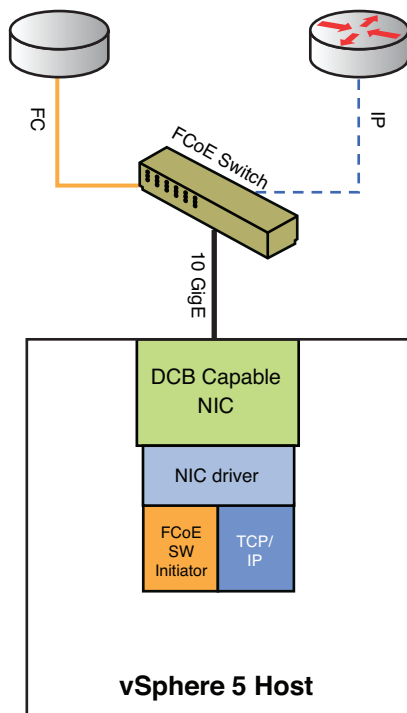 FC
IP
FCoE Switch
10 GigE
DCB Capable
NIC
NIC driver
FCoE
SW
Initiator
TCP/
IP
vSphere 5 Host